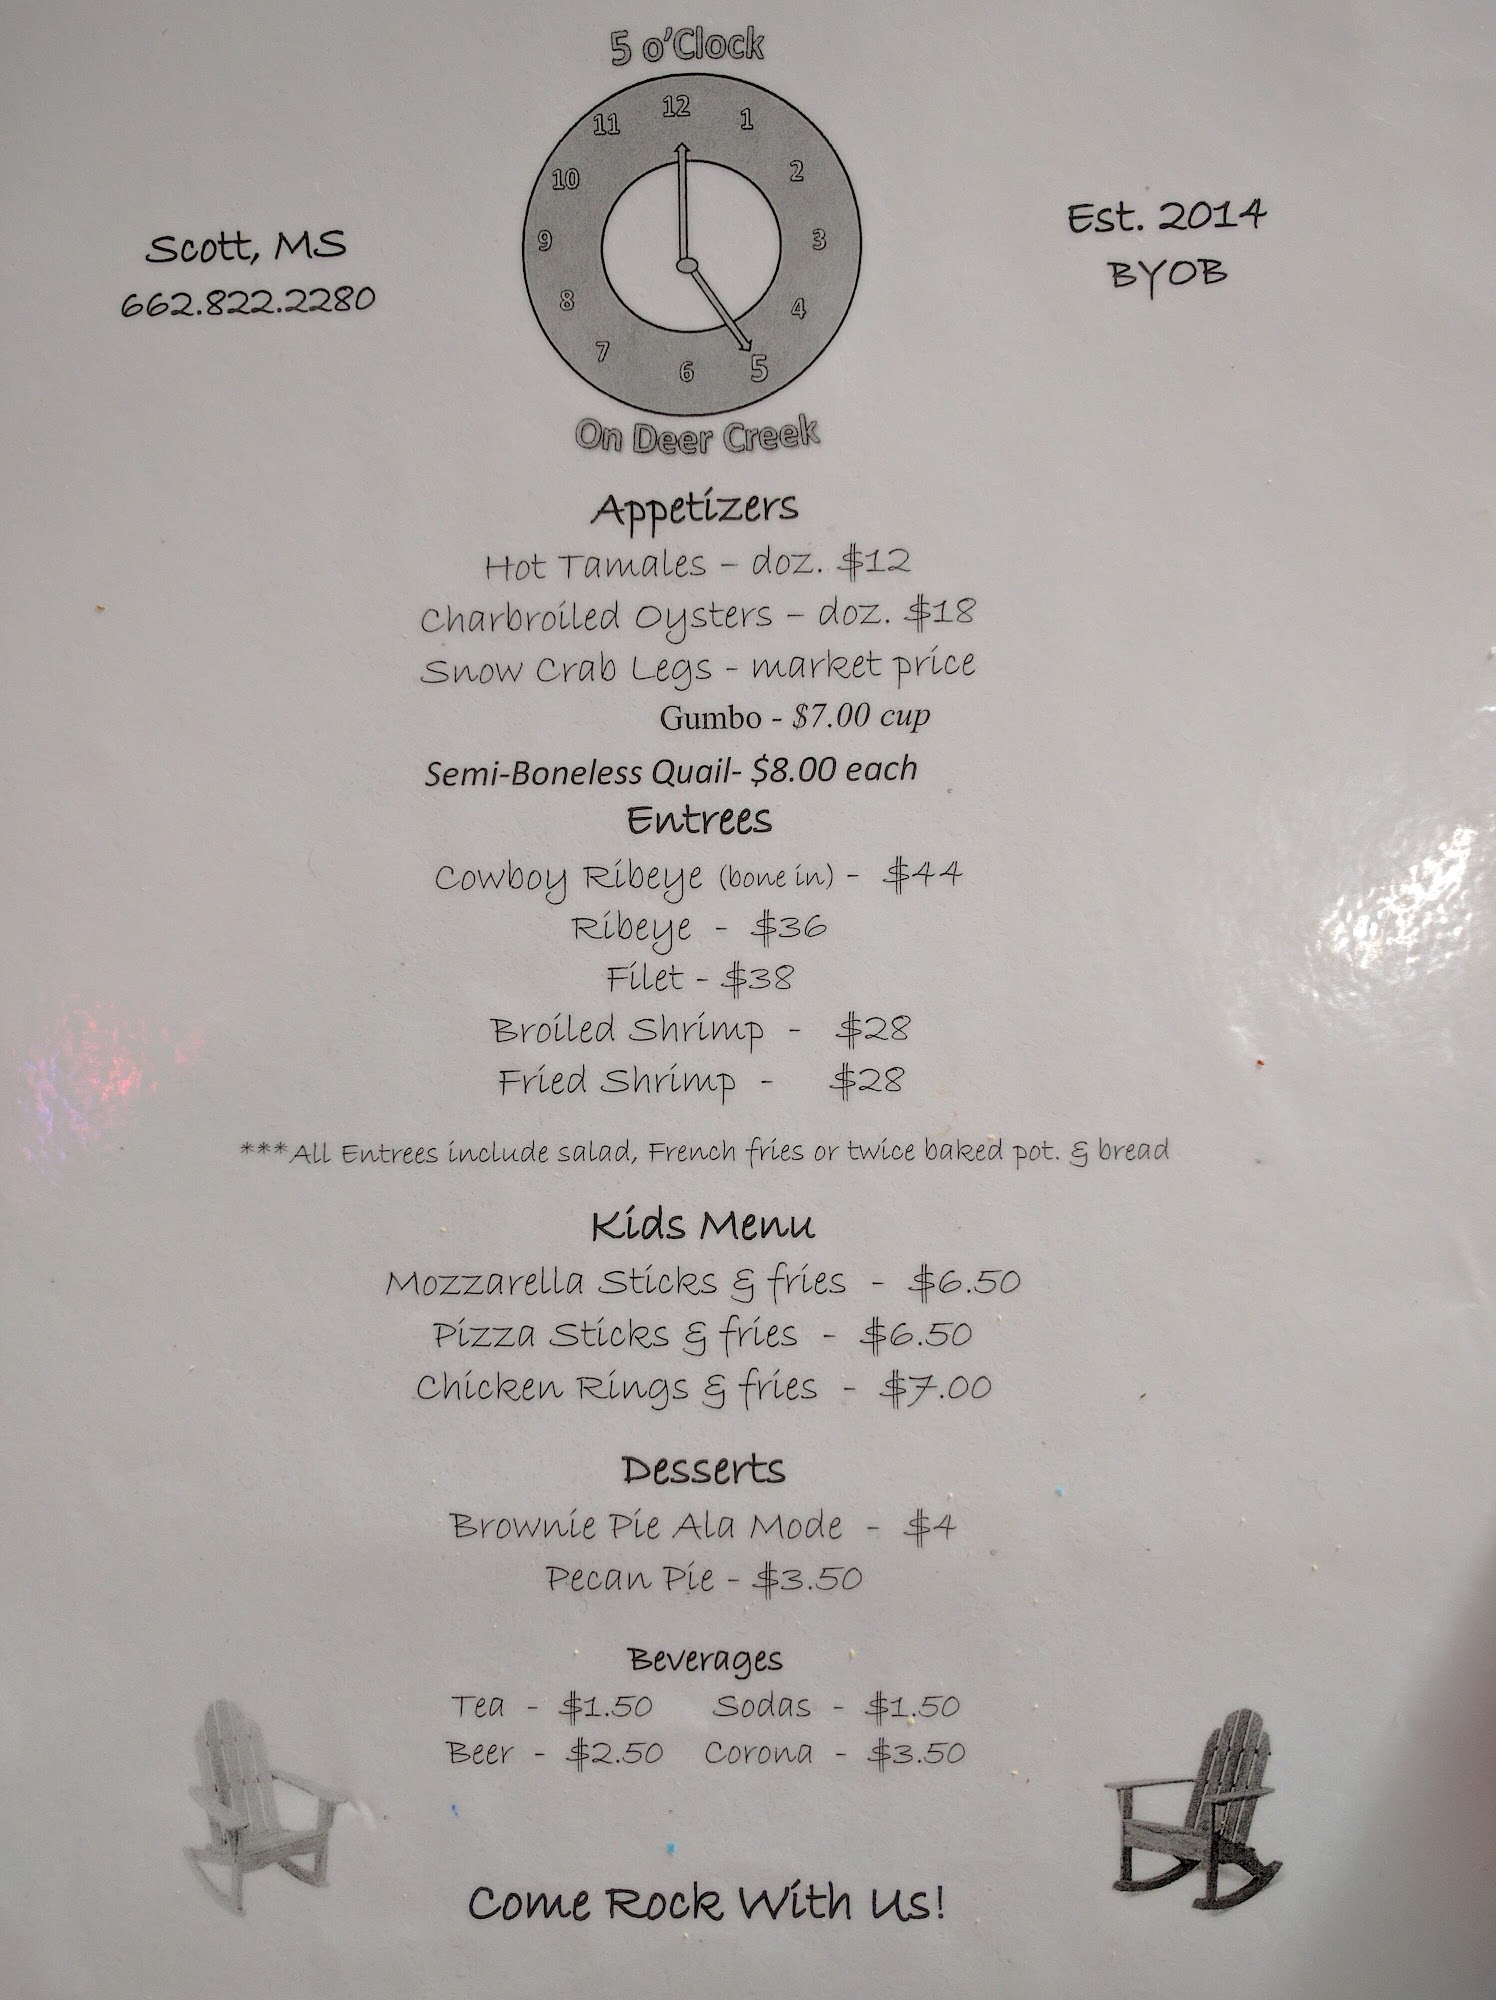 5 o'Clock
12
11
1
10
2
9
3
8
4
7
6
5
On Deer Creek
Scott, MS
662.822.2280
Est. 2014
BYOB
Appetizers
Hot Tamales – doz. $12
Charbroiled Oysters – doz. $18
Snow Crab Legs - market price
Gumbo - $7.00 cup
Semi-Boneless Quail- $8.00 each
Entrees
Cowboy Ribeye (bone in) - $44
Ribeye - $36
Filet - $38
Broiled Shrimp - $28
Fried Shrimp - $28
***All Entrees include salad, French fries or twice baked pot. & bread
Kids Menu
Mozzarella Sticks & fries - $6.50
Pizza Sticks & fries - $6.50
Chicken Rings & fries - $7.00
Desserts
Brownie Pie Ala Mode - $4
Pecan Pie - $3.50
Beverages
Tea - $1.50 Sodas - $1.50
Beer - $2.50 Corona - $3.50
Come Rock With Us!